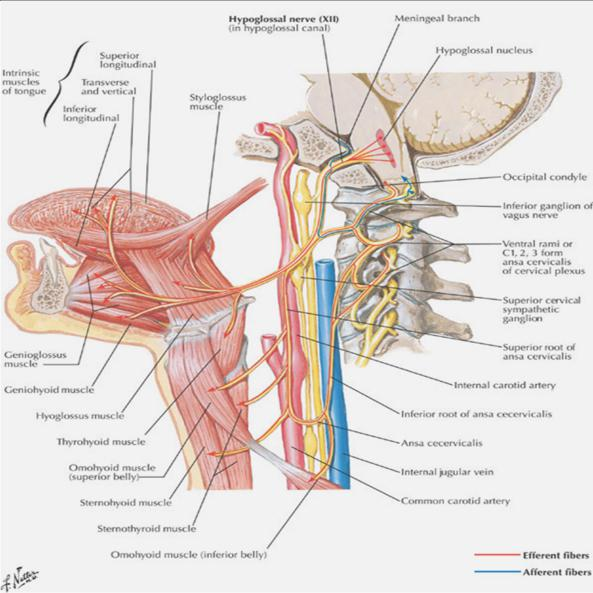 Hypoglossal nerve (XII)
(in hypoglossal canal)
Meningeal branch
Hypoglossal nucleus
Superior
longitudinal
Intrinsic
muscles
of tongue
Transverse
and vertical
Inferior
longitudinal
Styloglossus
muscle
Occipital condyle
Inferior ganglion of
vagus nerve
Ventral rami or
C1, 2, 3 form
ansa cervicalis
of cervical plexus
Superior cervical
sympathetic
ganglion
Superior root of
ansa cervicalis
Internal carotid artery
Inferior root of ansa cecervicalis
Ansa cecervicalis
Internal jugular vein
Common carotid artery
Genioglossus
muscle
Geniohyoid muscle
Hyoglossus muscle
Thyrohyoid muscle
Omohyoid muscle
(superior belly)
Sternohyoid muscle
Sternothyroid muscle
Omohyoid muscle (inferior belly)
Efferent fibers
Afferent fibers
F. Netter